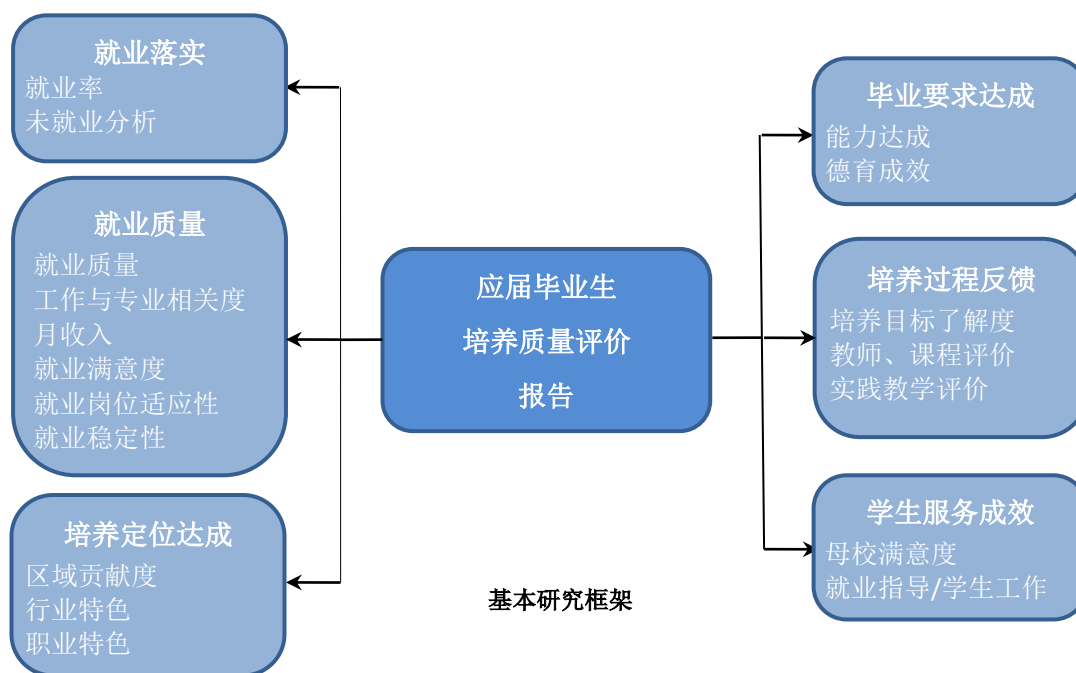 就业落实
就业率
未就业分析
就业质量
就业质量
工作与专业相关度
月收入
就业满意度
就业岗位适应性
就业稳定性
培养定位达成
区域贡献度
行业特色
职业特色
应届毕业生
培养质量评价
报告
基本研究框架
毕业要求达成
能力达成
德育成效
培养过程反馈
培养目标了解度
教师、课程评价
实践教学评价
学生服务成效
母校满意度
就业指导/学生工作